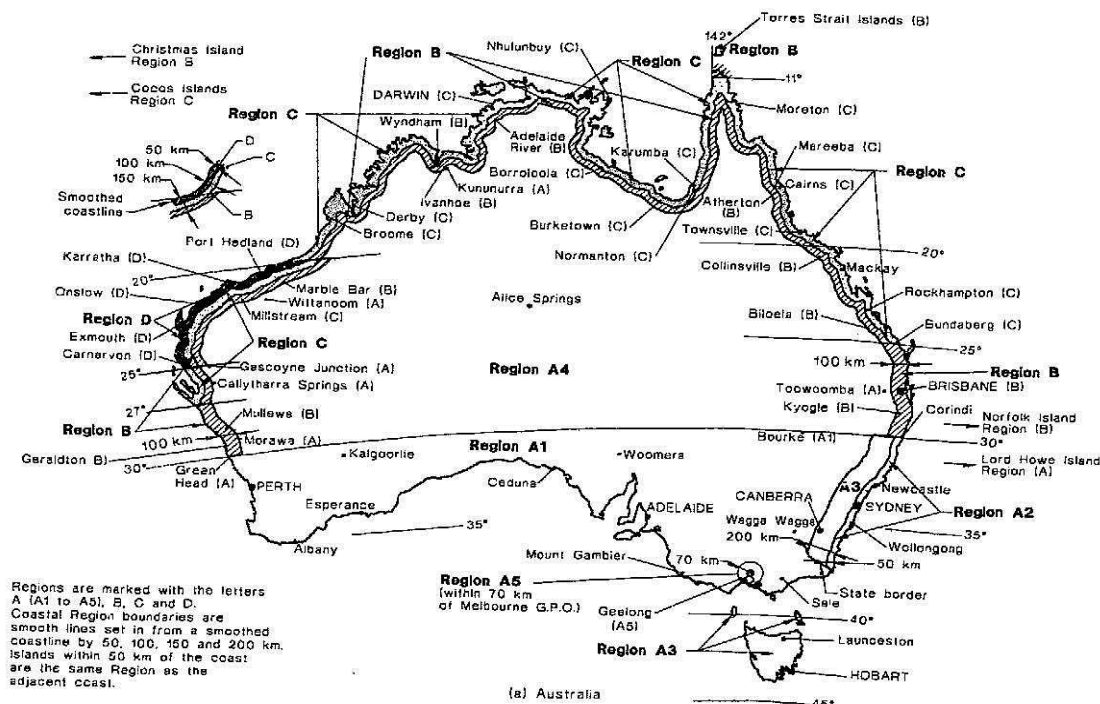 Torres Strait Islands (B)
142°
Christmas Island
Region B
Region B
Nhulunbuy (C)
Region B
Region C
11°
Cocos Islands
Region C
DARWIN (C)
Moreton (C)
Region C
Wyndham (B)
50 km
D
Adelaide
River (B)
Karumba (C)
Mareeba (C)
100 km
C
150 km
Borroloola (C)
Region C
Kununurra (A)
Cairns (C)
Smoothed
coastline
B
Ivanhoe (B)
Atherton
(B)
Derby (C)
Burketown (C)
Townsville (C)
Port Hedland (D)
Broome (C)
Normanton (C)
20°
Karratha (D)
20°
Collinsville (B)
Mackay
Marble Bar (B)
Onslow (D)
Wittanoom (A)
Alice Springs
Rockhampton (C)
Region D
Millstream (C)
Biloela (B)
Exmouth (D)
Region C
Bundaberg (C)
Carnarvon (D)
25°
25°
Gascoyne Junction (A)
100 km
Region A4
Region B
Callytharra Springs (A)
Toowoomba (A)
BRISBANE (B)
27°
Mullewa (B)
Kyogle (B)
Corindi
Norfolk Island
Region (B)
Region B
100 km
Morawa (A)
Bourke (A1)
30°
Geraldton B)
30°
Region A1
Kalgoorlie
Woomera
Lord Howe Island
Region (A)
Green
Head (A)
PERTH
Ceduna
A3
Newcastle
CANBERRA
Esperance
ADELAIDE
SYDNEY
Region A2
35°
Wagga Wagga
35°
200 km
Wollongong
Albany
Mount Gambier
70 km
50 km
Region A5
(within 70 km
of Melbourne G.P.O.)
Sale
State border
Geelong
(A5)
40°
Launceston
Region A3
HOBART
Regions are marked with the letters
A (A1 to A5), B, C and D.
Coastal Region boundaries are
smooth lines set in from a smoothed
coastline by 50, 100, 150 and 200 km.
Islands within 50 km of the coast
are the same Region as the
adjacent coast.
(a) Australia
45°